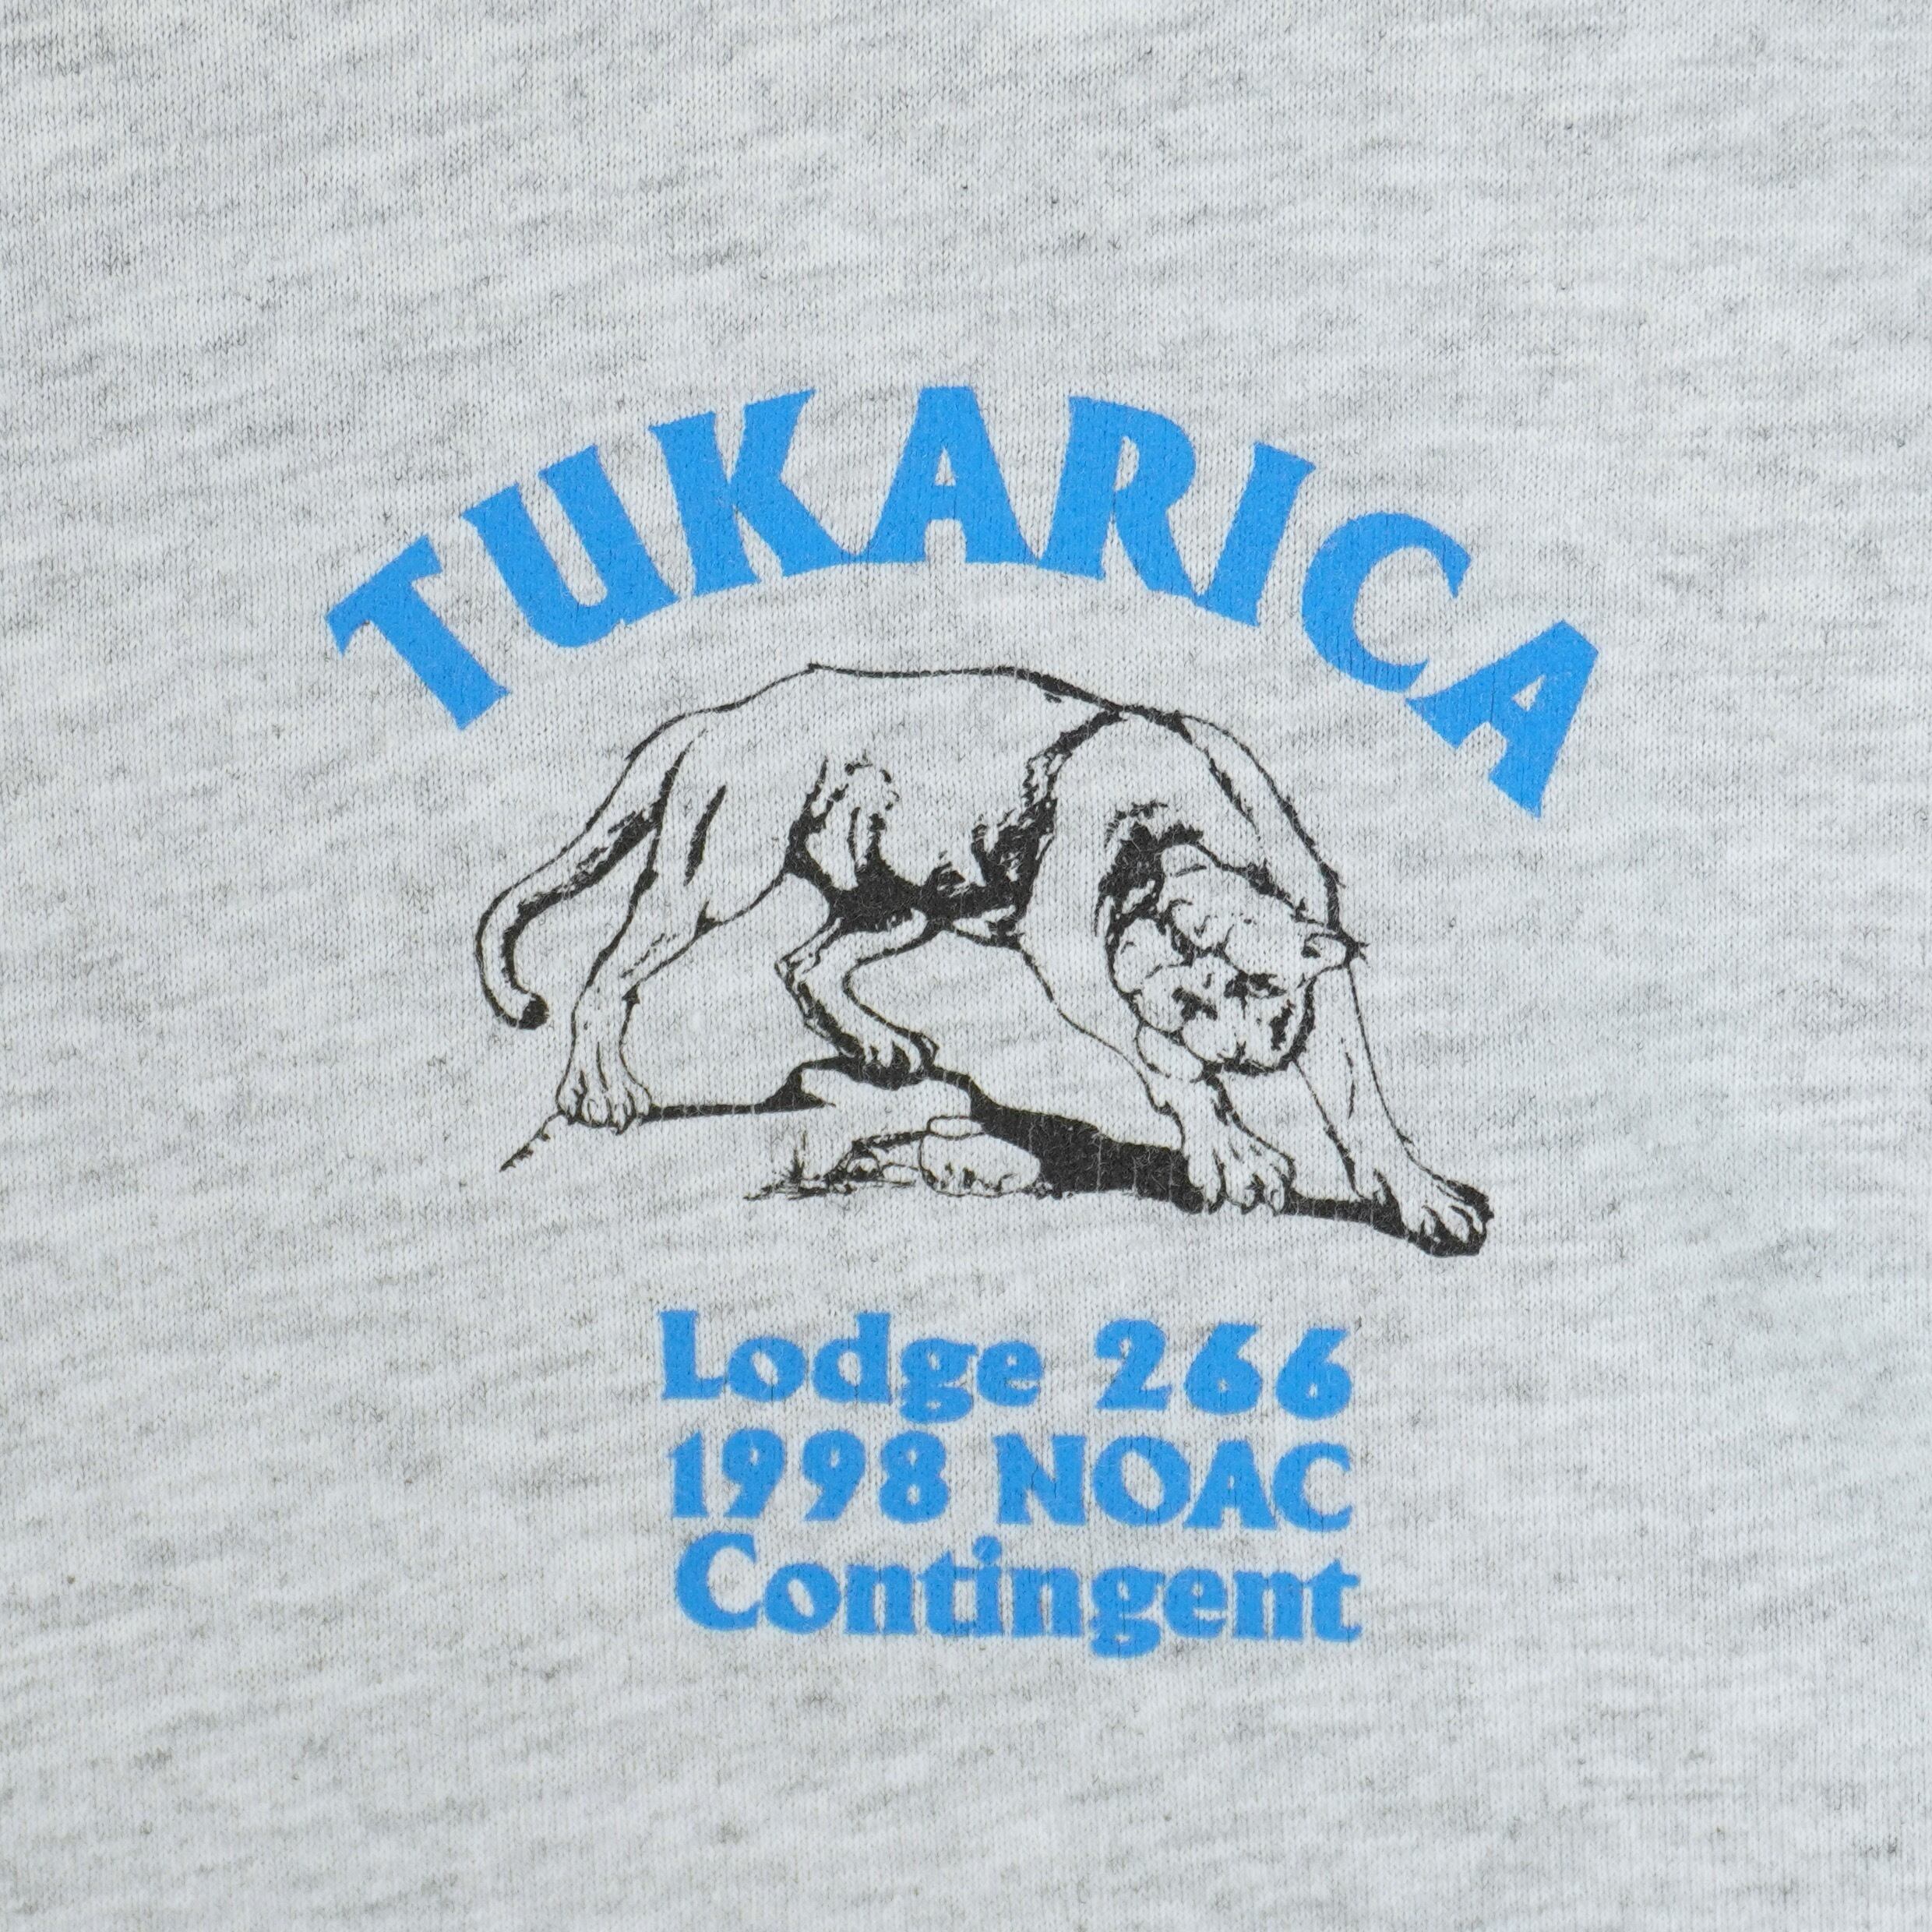 TUKARICA
Lodge 266
1998 NOAC
Contingent